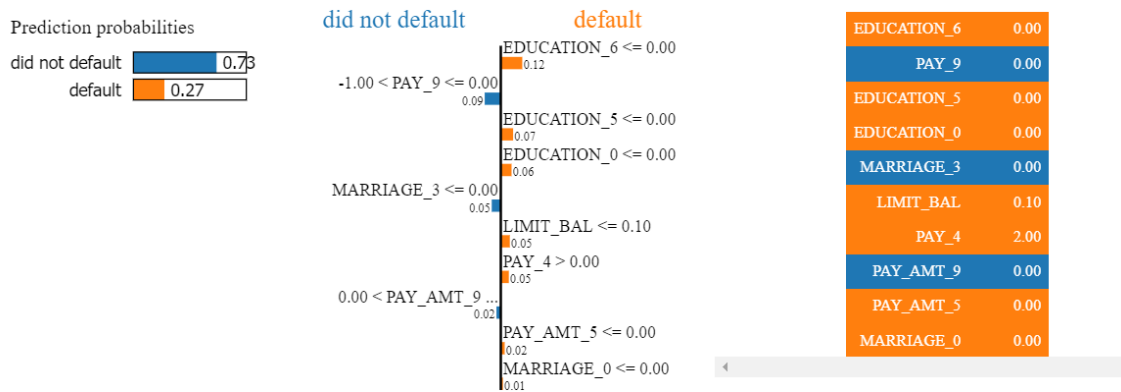 Prediction probabilities
did not default 0.73
default 0.27
did not default default
EDUCATION_6 <= 0.00
0.12
-1.00 < PAY_9 <= 0.00
0.09
EDUCATION_5 <= 0.00
0.07
EDUCATION_0 <= 0.00
0.06
MARRIAGE_3 <= 0.00
0.05
LIMIT_BAL <= 0.10
0.05
PAY_4 > 0.00
0.05
0.00 < PAY_AMT_9 ...
0.02
PAY_AMT_5 <= 0.00
0.02
MARRIAGE_0 <= 0.00
0.01
EDUCATION_6 0.00
PAY_9 0.00
EDUCATION_5 0.00
EDUCATION_0 0.00
MARRIAGE_3 0.00
LIMIT_BAL 0.10
PAY_4 2.00
PAY_AMT_9 0.00
PAY_AMT_5 0.00
MARRIAGE_0 0.00